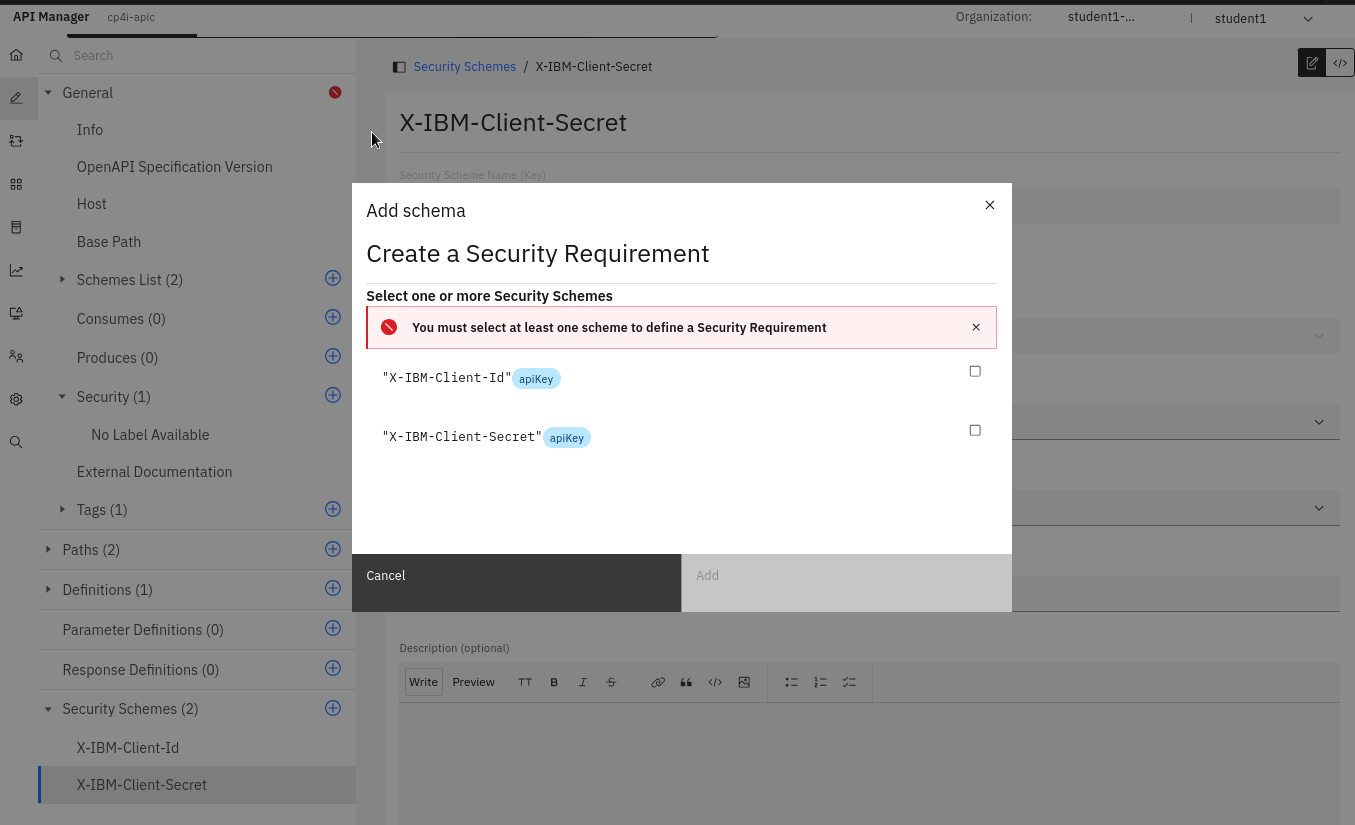 API Manager cp4i-apic Organization: student1-... | student1
Search
General
Info
OpenAPI Specification Version
Host
Base Path
Schemes List (2)
Consumes (0)
Produces (0)
Security (1)
No Label Available
External Documentation
Tags (1)
Paths (2)
Definitions (1)
Parameter Definitions (0)
Response Definitions (0)
Security Schemes (2)
X-IBM-Client-Id
X-IBM-Client-Secret
Security Schemes / X-IBM-Client-Secret
X-IBM-Client-Secret
Security Scheme Name (Key)
Add schema
Create a Security Requirement
Select one or more Security Schemes
You must select at least one scheme to define a Security Requirement
"X-IBM-Client-Id" apiKey
"X-IBM-Client-Secret" apiKey
Cancel Add
Description (optional)
Write Preview TT B I S